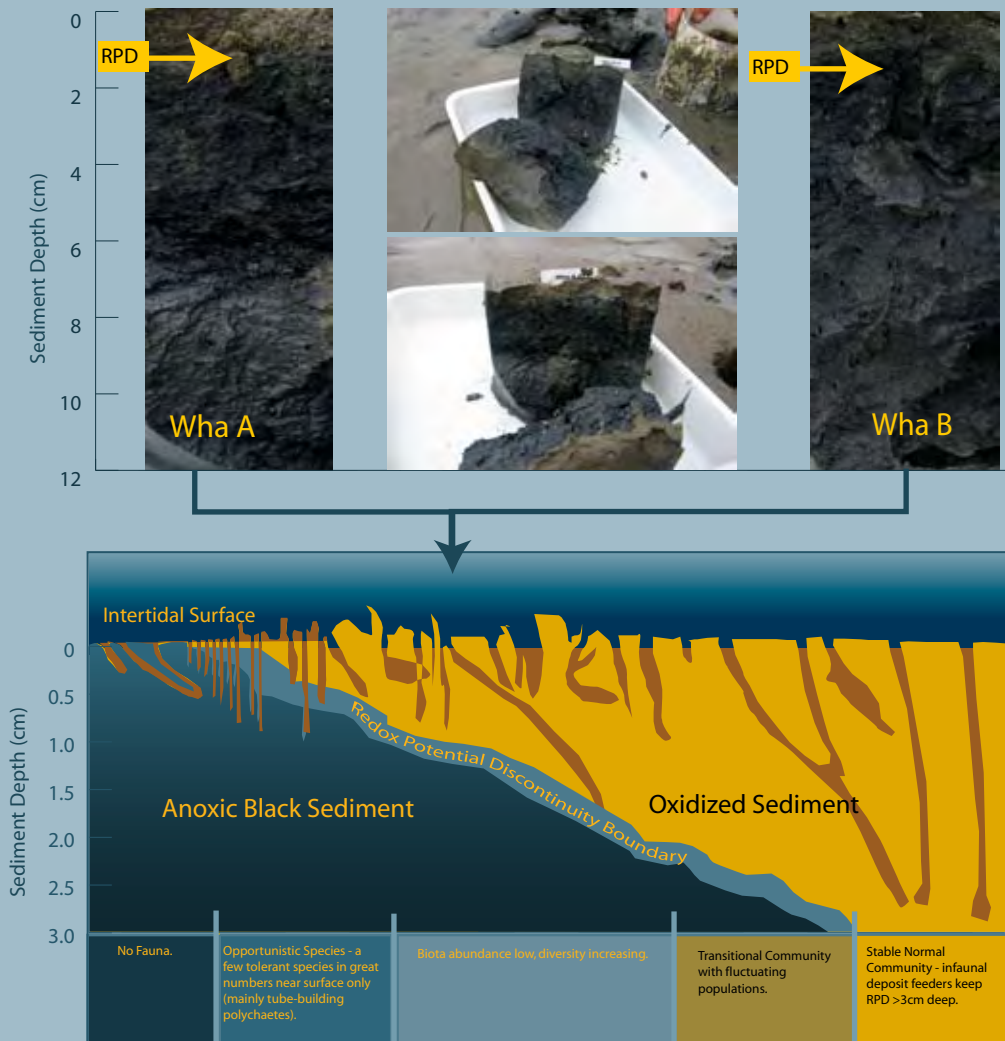 0
2
4
6
8
10
12
Sediment Depth (cm)
RPD
Wha A
RPD
Wha B
Intertidal Surface
0
0.5
1.0
1.5
2.0
2.5
3.0
Sediment Depth (cm)
Redox Potential Discontinuity Boundary
Anoxic Black Sediment
Oxidized Sediment
No Fauna.
Opportunistic Species - a
few tolerant species in great
numbers near surface only
(mainly tube-building
polychaetes).
Biota abundance low, diversity increasing.
Transitional Community
with fluctuating
populations.
Stable Normal
Community - infaunal
deposit feeders keep
RPD >3cm deep.